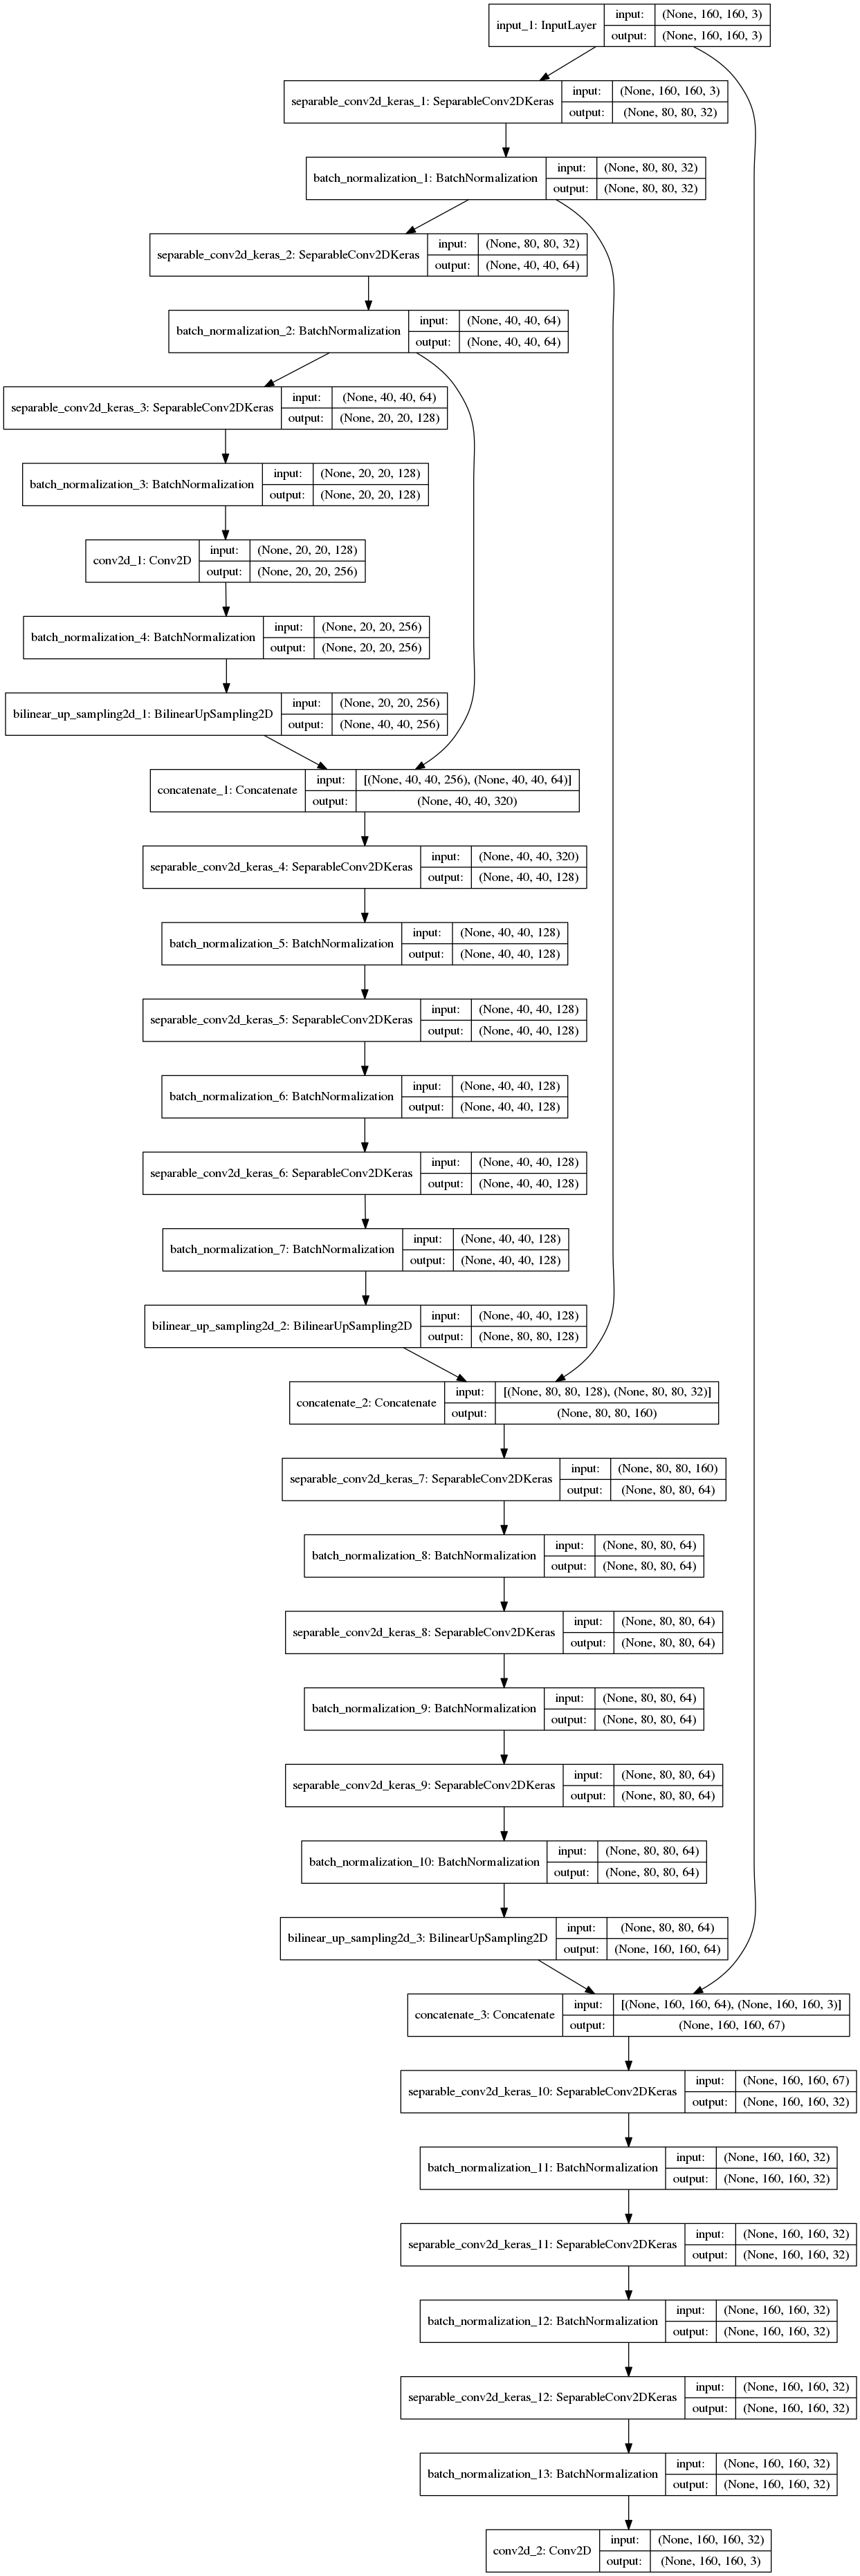 input_1: InputLayer
input: (None, 160, 160, 3)
output: (None, 160, 160, 3)
separable_conv2d_keras_1: SeparableConv2DKeras
input: (None, 160, 160, 3)
output: (None, 80, 80, 32)
batch_normalization_1: BatchNormalization
input: (None, 80, 80, 32)
output: (None, 80, 80, 32)
separable_conv2d_keras_2: SeparableConv2DKeras
input: (None, 80, 80, 32)
output: (None, 40, 40, 64)
batch_normalization_2: BatchNormalization
input: (None, 40, 40, 64)
output: (None, 40, 40, 64)
separable_conv2d_keras_3: SeparableConv2DKeras
input: (None, 40, 40, 64)
output: (None, 20, 20, 128)
batch_normalization_3: BatchNormalization
input: (None, 20, 20, 128)
output: (None, 20, 20, 128)
conv2d_1: Conv2D
input: (None, 20, 20, 128)
output: (None, 20, 20, 256)
batch_normalization_4: BatchNormalization
input: (None, 20, 20, 256)
output: (None, 20, 20, 256)
bilinear_up_sampling2d_1: BilinearUpSampling2D
input: (None, 20, 20, 256)
output: (None, 40, 40, 256)
concatenate_1: Concatenate
input: [(None, 40, 40, 256), (None, 40, 40, 64)]
output: (None, 40, 40, 320)
separable_conv2d_keras_4: SeparableConv2DKeras
input: (None, 40, 40, 320)
output: (None, 40, 40, 128)
batch_normalization_5: BatchNormalization
input: (None, 40, 40, 128)
output: (None, 40, 40, 128)
separable_conv2d_keras_5: SeparableConv2DKeras
input: (None, 40, 40, 128)
output: (None, 40, 40, 128)
batch_normalization_6: BatchNormalization
input: (None, 40, 40, 128)
output: (None, 40, 40, 128)
separable_conv2d_keras_6: SeparableConv2DKeras
input: (None, 40, 40, 128)
output: (None, 40, 40, 128)
batch_normalization_7: BatchNormalization
input: (None, 40, 40, 128)
output: (None, 40, 40, 128)
bilinear_up_sampling2d_2: BilinearUpSampling2D
input: (None, 40, 40, 128)
output: (None, 80, 80, 128)
concatenate_2: Concatenate
input: [(None, 80, 80, 128), (None, 80, 80, 32)]
output: (None, 80, 80, 160)
separable_conv2d_keras_7: SeparableConv2DKeras
input: (None, 80, 80, 160)
output: (None, 80, 80, 64)
batch_normalization_8: BatchNormalization
input: (None, 80, 80, 64)
output: (None, 80, 80, 64)
separable_conv2d_keras_8: SeparableConv2DKeras
input: (None, 80, 80, 64)
output: (None, 80, 80, 64)
batch_normalization_9: BatchNormalization
input: (None, 80, 80, 64)
output: (None, 80, 80, 64)
separable_conv2d_keras_9: SeparableConv2DKeras
input: (None, 80, 80, 64)
output: (None, 80, 80, 64)
batch_normalization_10: BatchNormalization
input: (None, 80, 80, 64)
output: (None, 80, 80, 64)
bilinear_up_sampling2d_3: BilinearUpSampling2D
input: (None, 80, 80, 64)
output: (None, 160, 160, 64)
concatenate_3: Concatenate
input: [(None, 160, 160, 64), (None, 160, 160, 3)]
output: (None, 160, 160, 67)
separable_conv2d_keras_10: SeparableConv2DKeras
input: (None, 160, 160, 67)
output: (None, 160, 160, 32)
batch_normalization_11: BatchNormalization
input: (None, 160, 160, 32)
output: (None, 160, 160, 32)
separable_conv2d_keras_11: SeparableConv2DKeras
input: (None, 160, 160, 32)
output: (None, 160, 160, 32)
batch_normalization_12: BatchNormalization
input: (None, 160, 160, 32)
output: (None, 160, 160, 32)
separable_conv2d_keras_12: SeparableConv2DKeras
input: (None, 160, 160, 32)
output: (None, 160, 160, 32)
batch_normalization_13: BatchNormalization
input: (None, 160, 160, 32)
output: (None, 160, 160, 32)
conv2d_2: Conv2D
input: (None, 160, 160, 32)
output: (None, 160, 160, 3)